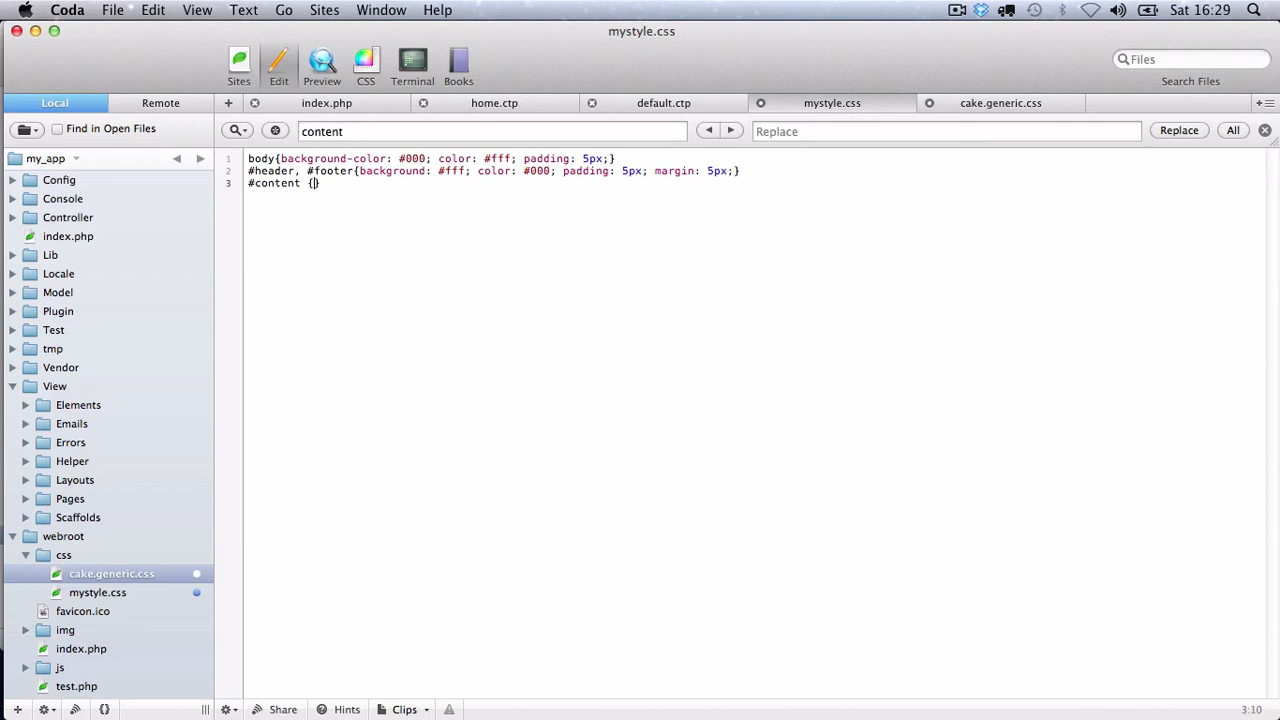 Coda File Edit View Text Go Sites Window Help Sat 16:29
mystyle.css
Sites Edit Preview CSS Terminal Books
Files
Search Files
Local Remote + index.php home.ctp default.ctp mystyle.css cake.generic.css
Find in Open Files content Replace Replace All
my_app
Config
Console
Controller
index.php
Lib
Locale
Model
Plugin
Test
tmp
Vendor
View
Elements
Emails
Errors
Helper
Layouts
Pages
Scaffolds
webroot
css
cake.generic.css
mystyle.css
favicon.ico
img
index.php
js
test.php
1 body{background-color: #000; color: #fff; padding: 5px;}
2 #header, #footer{background: #fff; color: #000; padding: 5px; margin: 5px;}
3 #content {}
Share Hints Clips 3:10